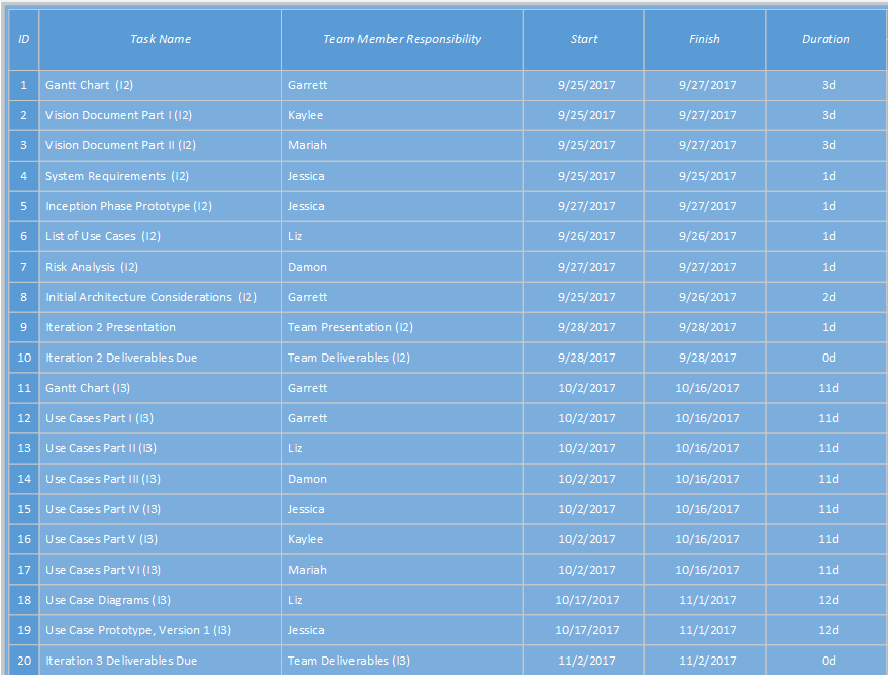 ID Task Name Team Member Responsibility Start Finish Duration
1 Gantt Chart (I2) Garrett 9/25/2017 9/27/2017 3d
2 Vision Document Part I (I2) Kaylee 9/25/2017 9/27/2017 3d
3 Vision Document Part II (I2) Mariah 9/25/2017 9/27/2017 3d
4 System Requirements (I2) Jessica 9/25/2017 9/25/2017 1d
5 Inception Phase Prototype (I2) Jessica 9/27/2017 9/27/2017 1d
6 List of Use Cases (I2) Liz 9/26/2017 9/26/2017 1d
7 Risk Analysis (I2) Damon 9/27/2017 9/27/2017 1d
8 Initial Architecture Considerations (I2) Garrett 9/25/2017 9/26/2017 2d
9 Iteration 2 Presentation Team Presentation (I2) 9/28/2017 9/28/2017 1d
10 Iteration 2 Deliverables Due Team Deliverables (I2) 9/28/2017 9/28/2017 0d
11 Gantt Chart (I3) Garrett 10/2/2017 10/16/2017 11d
12 Use Cases Part I (I3) Garrett 10/2/2017 10/16/2017 11d
13 Use Cases Part II (I3) Liz 10/2/2017 10/16/2017 11d
14 Use Cases Part III (I3) Damon 10/2/2017 10/16/2017 11d
15 Use Cases Part IV (I3) Jessica 10/2/2017 10/16/2017 11d
16 Use Cases Part V (I3) Kaylee 10/2/2017 10/16/2017 11d
17 Use Cases Part VI (I3) Mariah 10/2/2017 10/16/2017 11d
18 Use Case Diagrams (I3) Liz 10/17/2017 11/1/2017 12d
19 Use Case Prototype, Version 1 (I3) Jessica 10/17/2017 11/1/2017 12d
20 Iteration 3 Deliverables Due Team Deliverables (I3) 11/2/2017 11/2/2017 0d